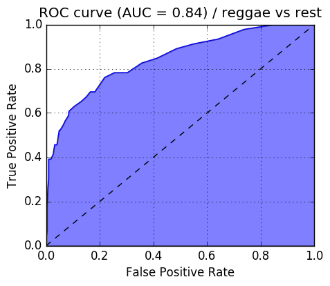 ROC curve (AUC = 0.84) / reggae vs rest
1.0
0.8
0.6
0.4
0.2
0.0
True Positive Rate
0.0 0.2 0.4 0.6 0.8 1.0
False Positive Rate